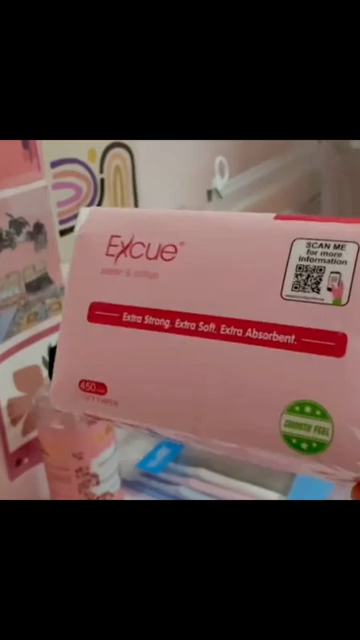 Excue®
Extra Strong. Extra Soft. Extra Absorbent.
SCAN ME
for more
information
450
SMOOTH FEEL